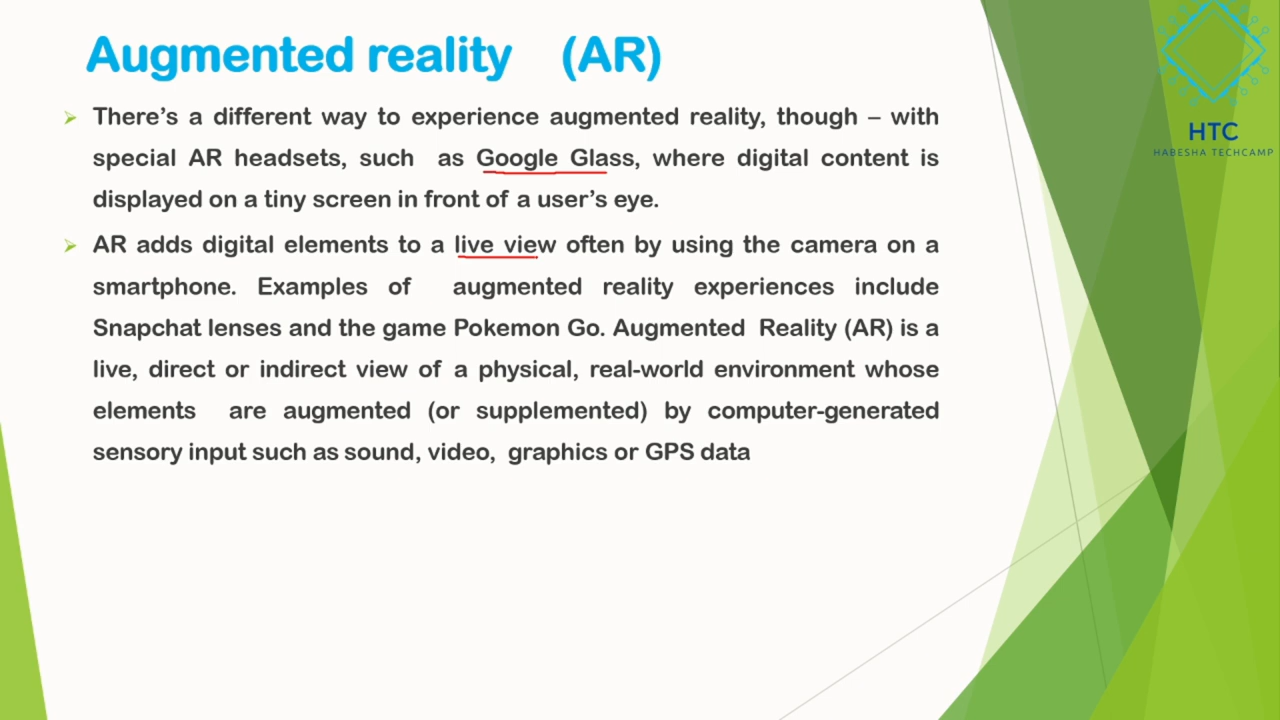 Augmented reality (AR)
➢ There’s a different way to experience augmented reality, though – with
special AR headsets, such as Google Glass, where digital content is
displayed on a tiny screen in front of a user’s eye.
➢ AR adds digital elements to a live view often by using the camera on a
smartphone. Examples of augmented reality experiences include
Snapchat lenses and the game Pokemon Go. Augmented Reality (AR) is a
live, direct or indirect view of a physical, real-world environment whose
elements are augmented (or supplemented) by computer-generated
sensory input such as sound, video, graphics or GPS data
HTC
HABESHA TECHCAMP